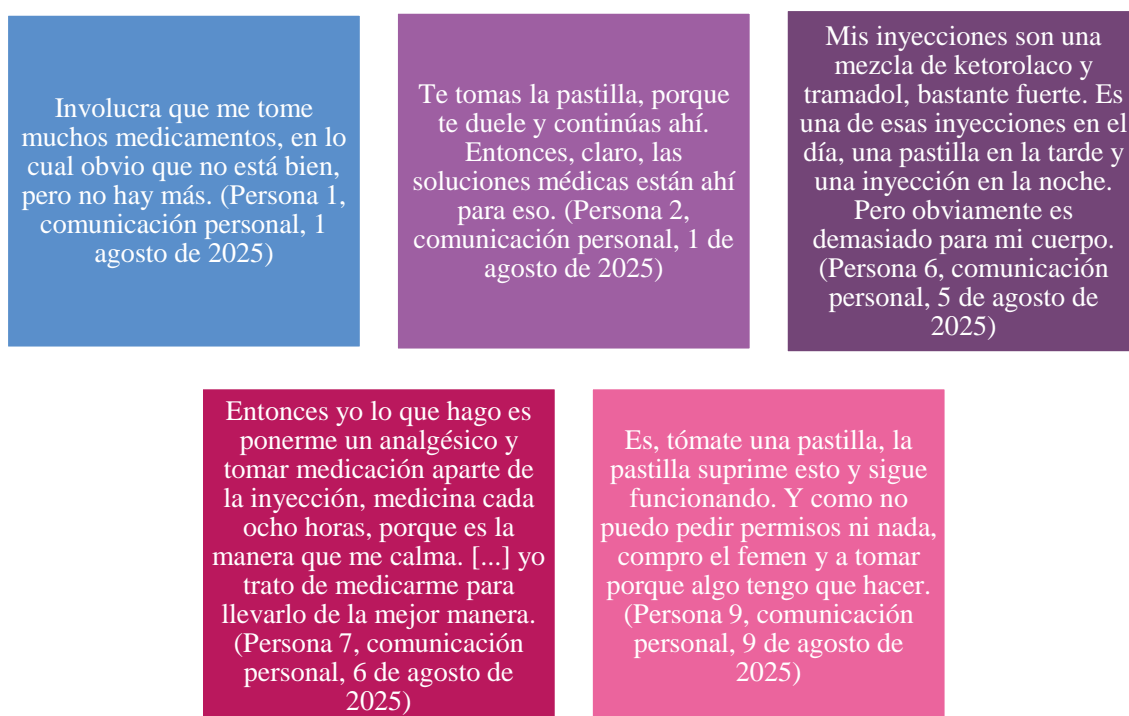 Involucra que me tome
muchos medicamentos, en lo
cual obvio que no está bien,
pero no hay más. (Persona 1,
comunicación personal, 1
agosto de 2025)
Te tomas la pastilla, porque
te duele y continúas ahí.
Entonces, claro, las
soluciones médicas están ahí
para eso. (Persona 2,
comunicación personal, 1 de
agosto de 2025)
Mis inyecciones son una
mezcla de ketorolaco y
tramadol, bastante fuerte. Es
una de esas inyecciones en el
día, una pastilla en la tarde y
una inyección en la noche.
Pero obviamente es
demasiado para mi cuerpo.
(Persona 6, comunicación
personal, 5 de agosto de
2025)
Entonces yo lo que hago es
ponerme un analgésico y
tomar medicación aparte de
la inyección, medicina cada
ocho horas, porque es la
manera que me calma. [...] yo
trato de medicarme para
llevarlo de la mejor manera.
(Persona 7, comunicación
personal, 6 de agosto de
2025)
Es, tómate una pastilla, la
pastilla suprime esto y sigue
funcionando. Y como no
puedo pedir permisos ni nada,
compro el femen y a tomar
porque algo tengo que hacer.
(Persona 9, comunicación
personal, 9 de agosto de
2025)